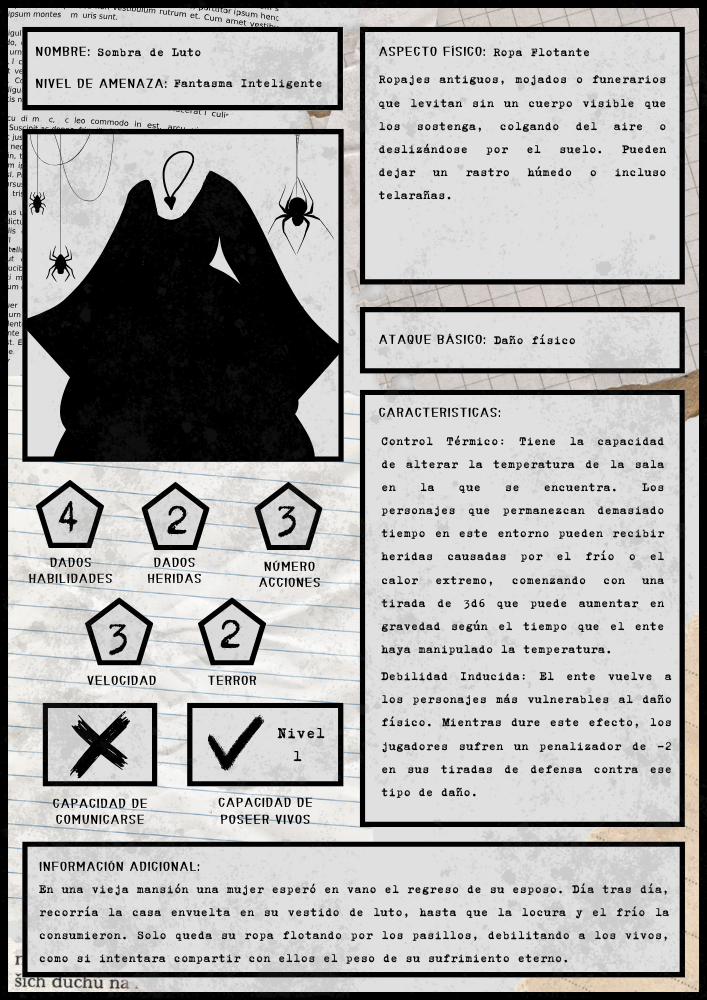 NOMBRE: Sombra de Luto
NIVEL DE AMENAZA: Fantasma Inteligente
ASPECTO FÍSICO: Ropa Flotante
Ropajes antiguos, mojados o funerarios
que levitan sin un cuerpo visible que
los sostenga, colgando del aire o
deslizándose por el suelo. Pueden
dejar un rastro húmedo o incluso
telarañas.
ATAQUE BÁSICO: Daño físico
CARACTERISTICAS:
Control Térmico: Tiene la capacidad
de alterar la temperatura de la sala
en la que se encuentra. Los
personajes que permanezcan demasiado
tiempo en este entorno pueden recibir
heridas causadas por el frío o el
calor extremo, comenzando con una
tirada de 3d6 que puede aumentar en
gravedad según el tiempo que el ente
haya manipulado la temperatura.
Debilidad Inducida: El ente vuelve a
los personajes más vulnerables al daño
físico. Mientras dure este efecto, los
jugadores sufren un penalizador de -2
en sus tiradas de defensa contra ese
tipo de daño.
4
DADOS
HABILIDADES
2
DADOS
HERIDAS
3
NÚMERO
ACCIONES
3
VELOCIDAD
2
TERROR
CAPACIDAD DE
COMUNICARSE
Nivel
1
CAPACIDAD DE
POSEER VIVOS
INFORMACIÓN ADICIONAL:
En una vieja mansión una mujer esperó en vano el regreso de su esposo. Día tras día,
recorría la casa envuelta en su vestido de luto, hasta que la locura y el frío la
consumieron. Solo queda su ropa flotando por los pasillos, debilitando a los vivos,
como si intentara compartir con ellos el peso de su sufrimiento eterno.
šich duchu na